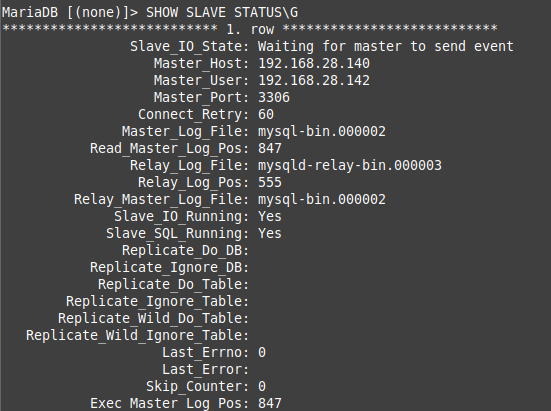 MariaDB [(none)]> SHOW SLAVE STATUS\G
*************************** 1. row ***************************
Slave_IO_State: Waiting for master to send event
Master_Host: 192.168.28.140
Master_User: 192.168.28.142
Master_Port: 3306
Connect_Retry: 60
Master_Log_File: mysql-bin.000002
Read_Master_Log_Pos: 847
Relay_Log_File: mysqld-relay-bin.000003
Relay_Log_Pos: 555
Relay_Master_Log_File: mysql-bin.000002
Slave_IO_Running: Yes
Slave_SQL_Running: Yes
Replicate_Do_DB:
Replicate_Ignore_DB:
Replicate_Do_Table:
Replicate_Ignore_Table:
Replicate_Wild_Do_Table:
Replicate_Wild_Ignore_Table:
Last_Errno: 0
Last_Error:
Skip_Counter: 0
Exec_Master_Log_Pos: 847